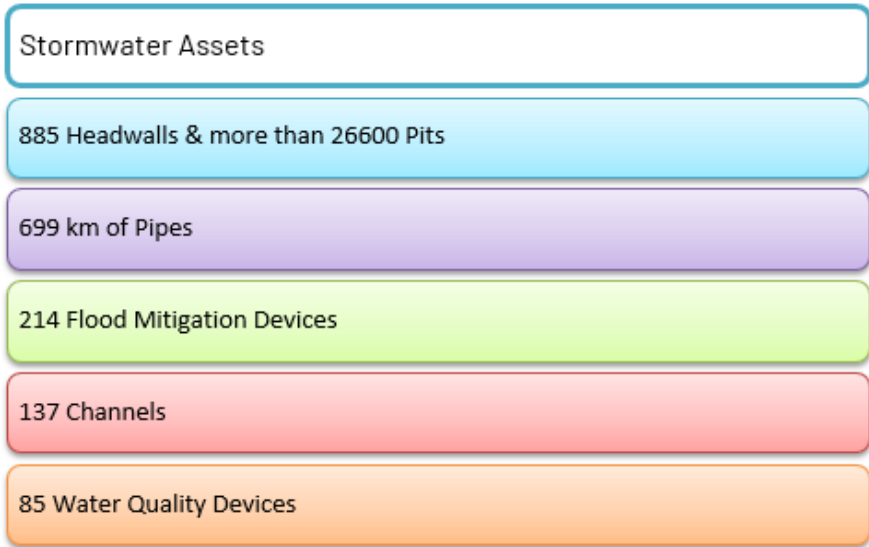 Stormwater Assets
885 Headwalls & more than 26600 Pits
699 km of Pipes
214 Flood Mitigation Devices
137 Channels
85 Water Quality Devices